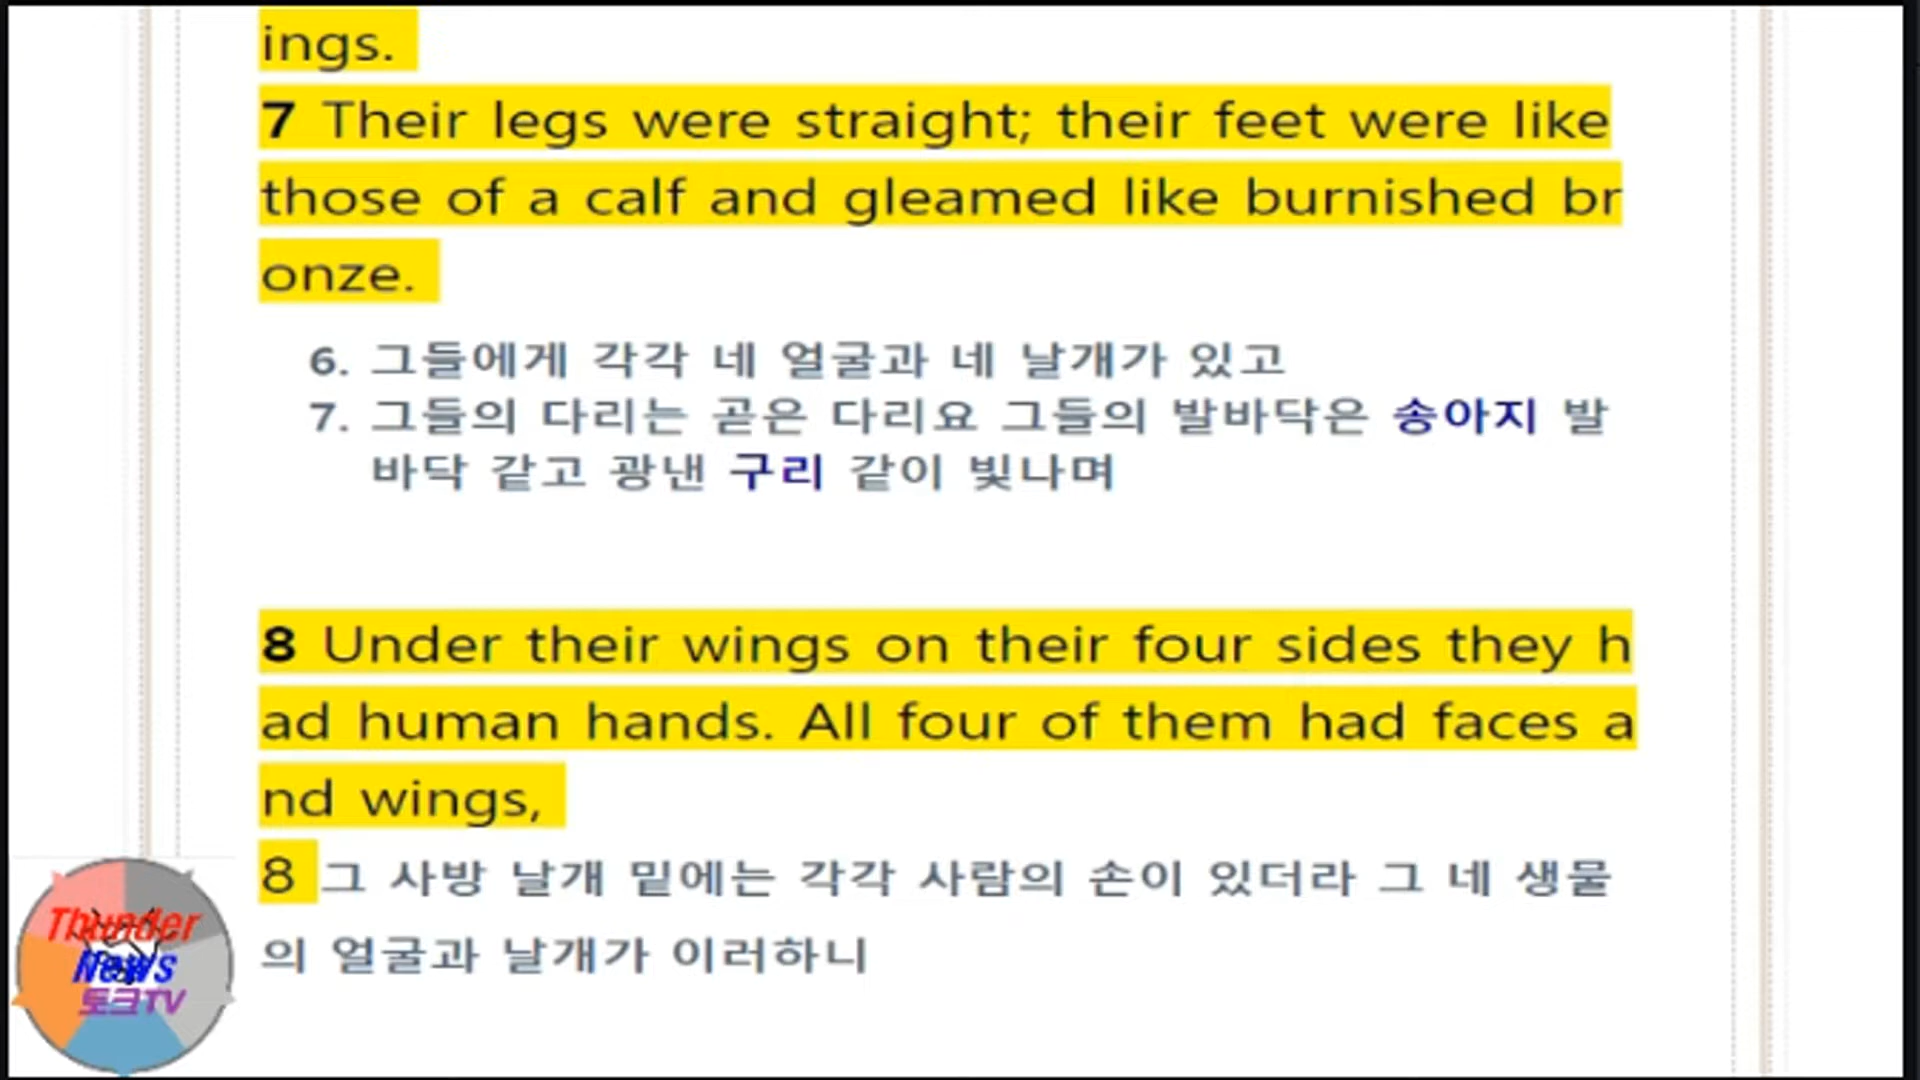 ings.
7 Their legs were straight; their feet were like
those of a calf and gleamed like burnished br
onze.
6. 그들에게 각각 네 얼굴과 네 날개가 있고
7. 그들의 다리는 곧은 다리요 그들의 발바닥은 송아지 발
바닥 같고 광낸 구리 같이 빛나며
8 Under their wings on their four sides they h
ad human hands. All four of them had faces a
nd wings,
8 그 사방 날개 밑에는 각각 사람의 손이 있더라 그 네 생물
의 얼굴과 날개가 이러하니
Thunder
News
토크TV